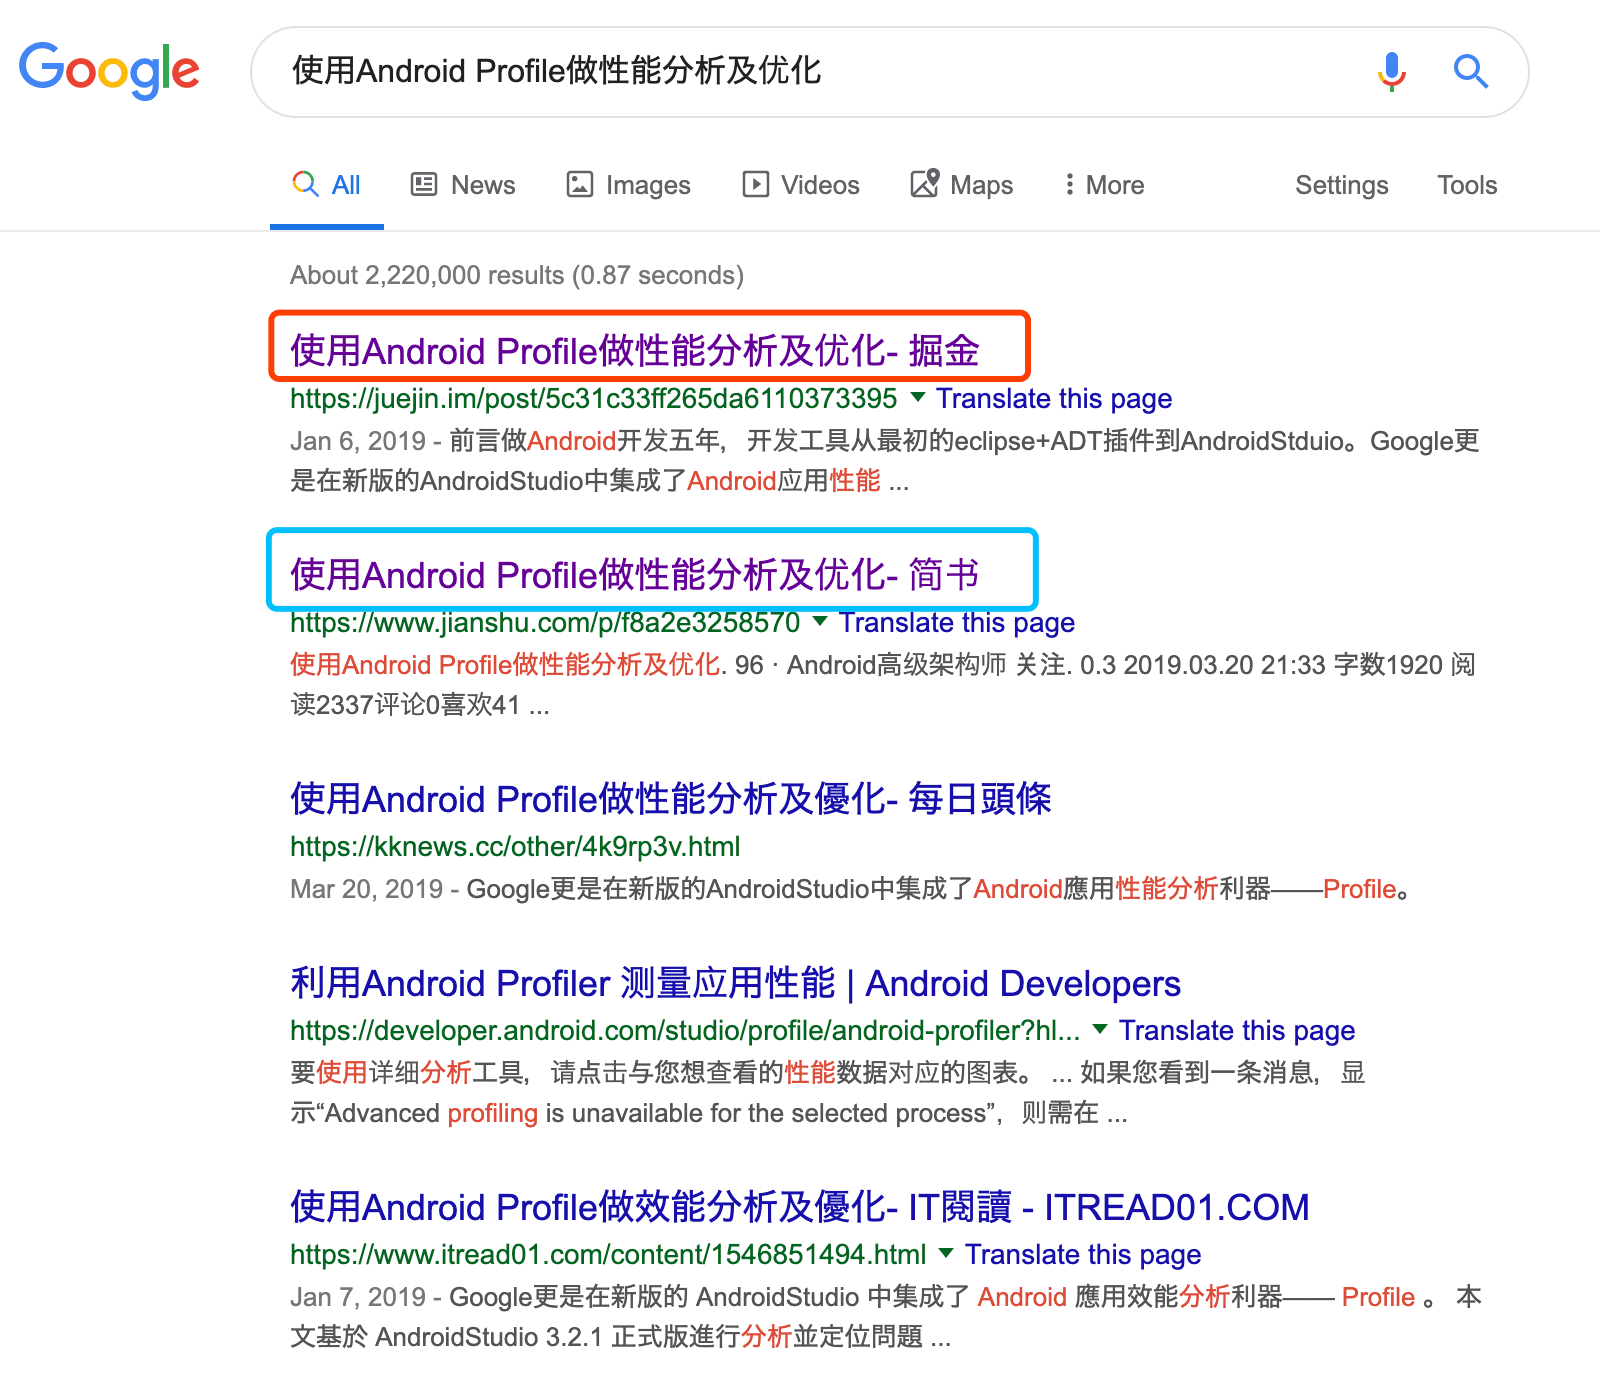 Google
使用Android Profile做性能分析及优化
All News Images Videos Maps More Settings Tools
About 2,220,000 results (0.87 seconds)
使用Android Profile做性能分析及优化- 掘金
https://juejin.im/post/5c31c33ff265da6110373395 Translate this page
Jan 6, 2019 - 前言做Android开发五年，开发工具从最初的eclipse+ADT插件到AndroidStduio。Google更
是在新版的AndroidStudio中集成了Android应用性能 ...
使用Android Profile做性能分析及优化- 简书
https://www.jianshu.com/p/f8a2e3258570 Translate this page
使用Android Profile做性能分析及优化. 96 · Android高级架构师 关注. 0.3 2019.03.20 21:33 字数1920 阅
读2337评论0喜欢41 ...
使用Android Profile做性能分析及優化- 每日頭條
https://kknews.cc/other/4k9rp3v.html
Mar 20, 2019 - Google更是在新版的AndroidStudio中集成了Android應用性能分析利器——Profile。
利用Android Profiler 测量应用性能 | Android Developers
https://developer.android.com/studio/profile/android-profiler?hl... Translate this page
要使用详细分析工具，请点击与您想查看的性能数据对应的图表。 ... 如果您看到一条消息，显
示“Advanced profiling is unavailable for the selected process”，则需在 ...
使用Android Profile做效能分析及優化- IT閱讀 - ITREAD01.COM
https://www.itread01.com/content/1546851494.html Translate this page
Jan 7, 2019 - Google更是在新版的 AndroidStudio 中集成了 Android 應用效能分析利器—— Profile 。 本
文基於 AndroidStudio 3.2.1 正式版進行分析並定位問題 ...